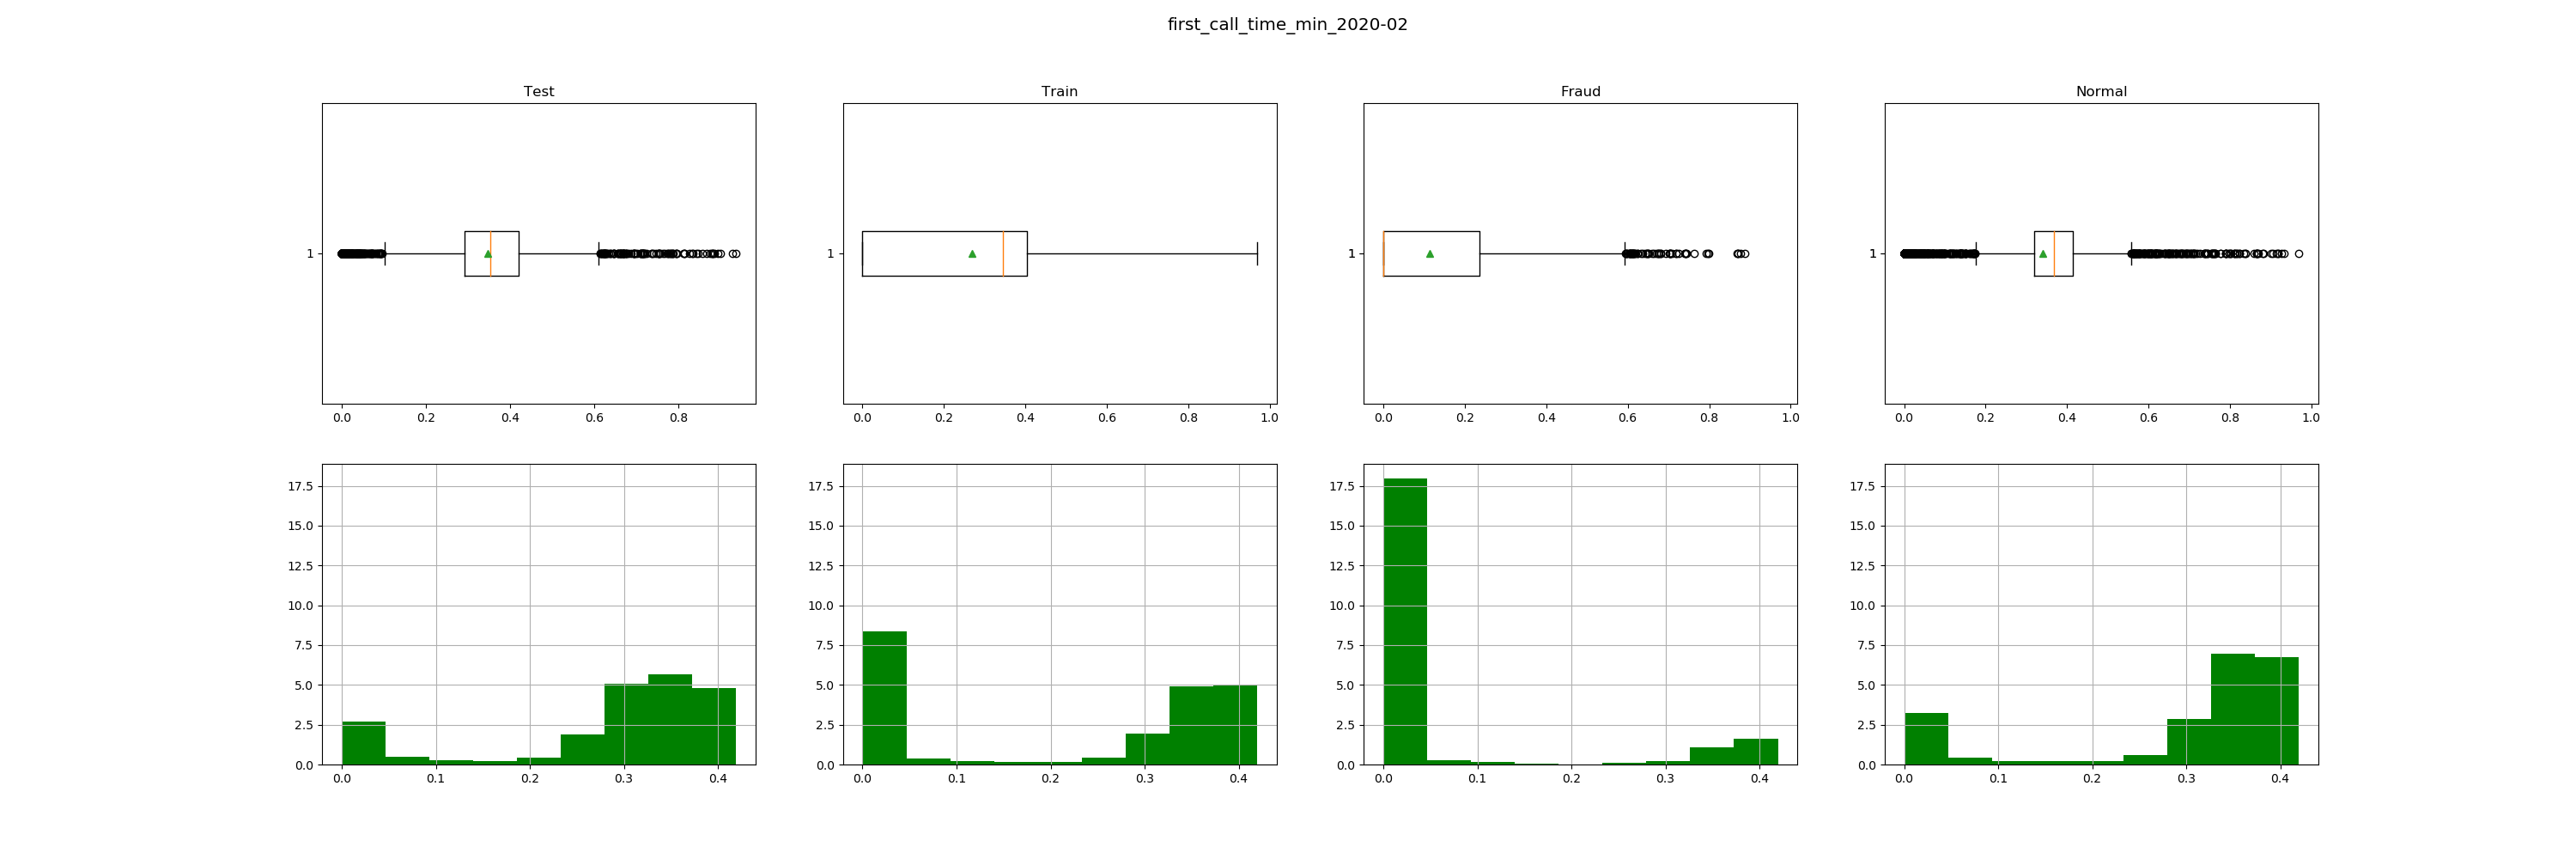 first_call_time_min_2020-02
Test Train Fraud Normal
1 1 1 1
0.0 0.2 0.4 0.6 0.8 0.0 0.2 0.4 0.6 0.8 1.0 0.0 0.2 0.4 0.6 0.8 1.0 0.0 0.2 0.4 0.6 0.8 1.0
17.5 17.5 17.5 17.5
15.0 15.0 15.0 15.0
12.5 12.5 12.5 12.5
10.0 10.0 10.0 10.0
7.5 7.5 7.5 7.5
5.0 5.0 5.0 5.0
2.5 2.5 2.5 2.5
0.0 0.0 0.0 0.0
0.0 0.1 0.2 0.3 0.4 0.0 0.1 0.2 0.3 0.4 0.0 0.1 0.2 0.3 0.4 0.0 0.1 0.2 0.3 0.4